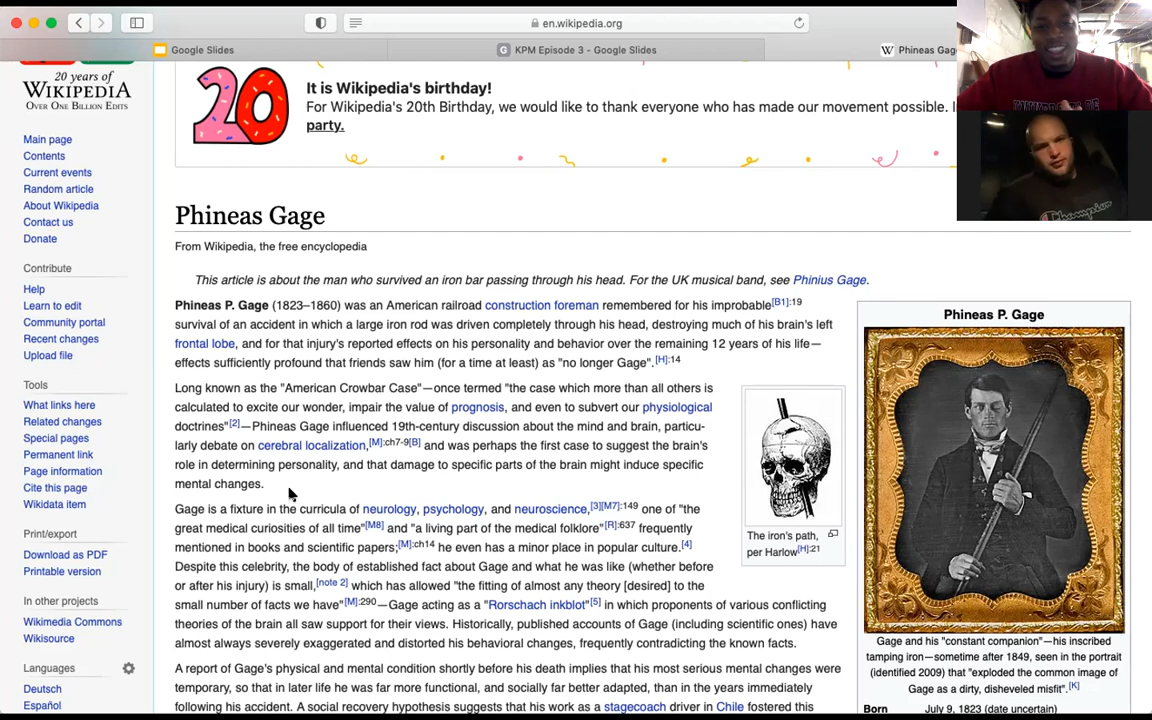 en.wikipedia.org
Google Slides
KPM Episode 3 - Google Slides
Phineas Gage
20 years of
WIKIPEDIA
OVER ONE BILLION EDITS
Main page
Contents
Current events
Random article
About Wikipedia
Contact us
Donate
Contribute
Help
Learn to edit
Community portal
Recent changes
Upload file
Tools
What links here
Related changes
Special pages
Permanent link
Page information
Cite this page
Wikidata item
Print/export
Download as PDF
Printable version
In other projects
Wikimedia Commons
Wikisource
Languages
Deutsch
Español
20
It is Wikipedia's birthday!
For Wikipedia's 20th Birthday, we would like to thank everyone who has made our movement possible.
party.
Phineas Gage
From Wikipedia, the free encyclopedia
This article is about the man who survived an iron bar passing through his head. For the UK musical band, see Phinius Gage.
Phineas P. Gage (1823–1860) was an American railroad construction foreman remembered for his improbable[B1]:19
survival of an accident in which a large iron rod was driven completely through his head, destroying much of his brain's left
frontal lobe, and for that injury's reported effects on his personality and behavior over the remaining 12 years of his life—
effects sufficiently profound that friends saw him (for a time at least) as "no longer Gage".[H]:14
Long known as the "American Crowbar Case"—once termed "the case which more than all others is
calculated to excite our wonder, impair the value of prognosis, and even to subvert our physiological
doctrines"[2]—Phineas Gage influenced 19th-century discussion about the mind and brain, particu-
larly debate on cerebral localization,[M]:ch7-9[B] and was perhaps the first case to suggest the brain's
role in determining personality, and that damage to specific parts of the brain might induce specific
mental changes.
Gage is a fixture in the curricula of neurology, psychology, and neuroscience,[3][M7]:149 one of "the
great medical curiosities of all time"[M8] and "a living part of the medical folklore"[R]:637 frequently
mentioned in books and scientific papers;[M]:ch14 he even has a minor place in popular culture.[4]
Despite this celebrity, the body of established fact about Gage and what he was like (whether before
or after his injury) is small,[note 2] which has allowed "the fitting of almost any theory [desired] to the
small number of facts we have"[M]:290—Gage acting as a "Rorschach inkblot"[5] in which proponents of various conflicting
theories of the brain all saw support for their views. Historically, published accounts of Gage (including scientific ones) have
almost always severely exaggerated and distorted his behavioral changes, frequently contradicting the known facts.
A report of Gage's physical and mental condition shortly before his death implies that his most serious mental changes were
temporary, so that in later life he was far more functional, and socially far better adapted, than in the years immediately
following his accident. A social recovery hypothesis suggests that his work as a stagecoach driver in Chile fostered this
The iron's path,
per Harlow[H]:21
Phineas P. Gage
Gage and his "constant companion"—his inscribed
tamping iron—sometime after 1849, seen in the portrait
(identified 2009) that "exploded the common image of
Gage as a dirty, disheveled misfit".[K]
Born July 9, 1823 (date uncertain)
Champion